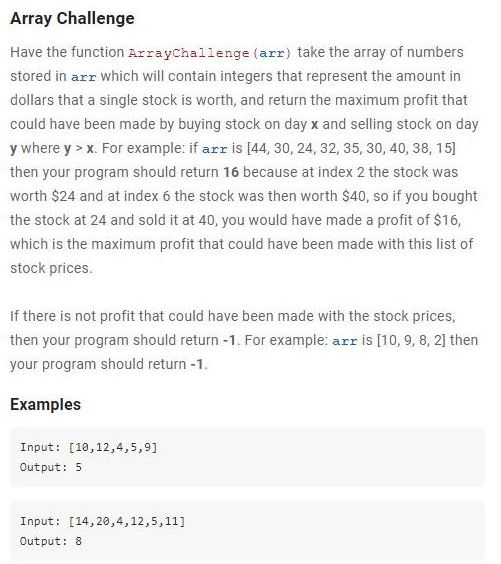 Array Challenge
Have the function ArrayChallenge(arr) take the array of numbers
stored in arr which will contain integers that represent the amount in
dollars that a single stock is worth, and return the maximum profit that
could have been made by buying stock on day x and selling stock on day
y where y > x. For example: if arr is [44, 30, 24, 32, 35, 30, 40, 38, 15]
then your program should return 16 because at index 2 the stock was
worth $24 and at index 6 the stock was then worth $40, so if you bought
the stock at 24 and sold it at 40, you would have made a profit of $16,
which is the maximum profit that could have been made with this list of
stock prices.
If there is not profit that could have been made with the stock prices,
then your program should return -1. For example: arr is [10, 9, 8, 2] then
your program should return -1.
Examples
Input: [10,12,4,5,9]
Output: 5
Input: [14,20,4,12,5,11]
Output: 8